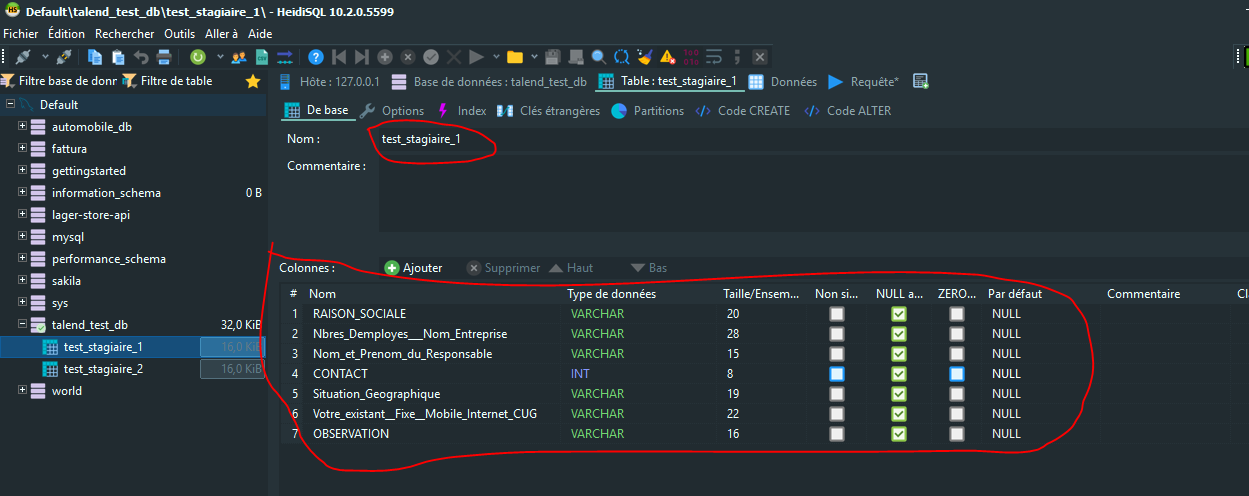 Default\talend_test_db\test_stagiaire_1\ - HeidiSQL 10.2.0.5599
Fichier Édition Rechercher Outils Aller à Aide
Filtre base de donr Filtre de table
Hôte : 127.0.0.1 Base de données : talend_test_db Table : test_stagiaire_1 Données Requête*
Default
automobile_db
fattura
gettingstarted
information_schema 0 B
lager-store-api
mysql
performance_schema
sakila
sys
talend_test_db 32,0 KiB
test_stagiaire_1 16,0 KiB
test_stagiaire_2 16,0 KiB
world
De base Options Index Clés étrangères Partitions Code CREATE Code ALTER
Nom : test_stagiaire_1
Commentaire :
Colonnes : Ajouter Supprimer Haut Bas
# Nom Type de données Taille/Ensem... Non si... NULL a... ZERO... Par défaut Commentaire Cl
1 RAISON_SOCIALE VARCHAR 20 NULL
2 Nbres_Demployes___Nom_Entreprise VARCHAR 28 NULL
3 Nom_et_Prenom_du_Responsable VARCHAR 15 NULL
4 CONTACT INT 8 NULL
5 Situation_Geographique VARCHAR 19 NULL
6 Votre_existant__Fixe__Mobile_Internet_CUG VARCHAR 22 NULL
7 OBSERVATION VARCHAR 16 NULL